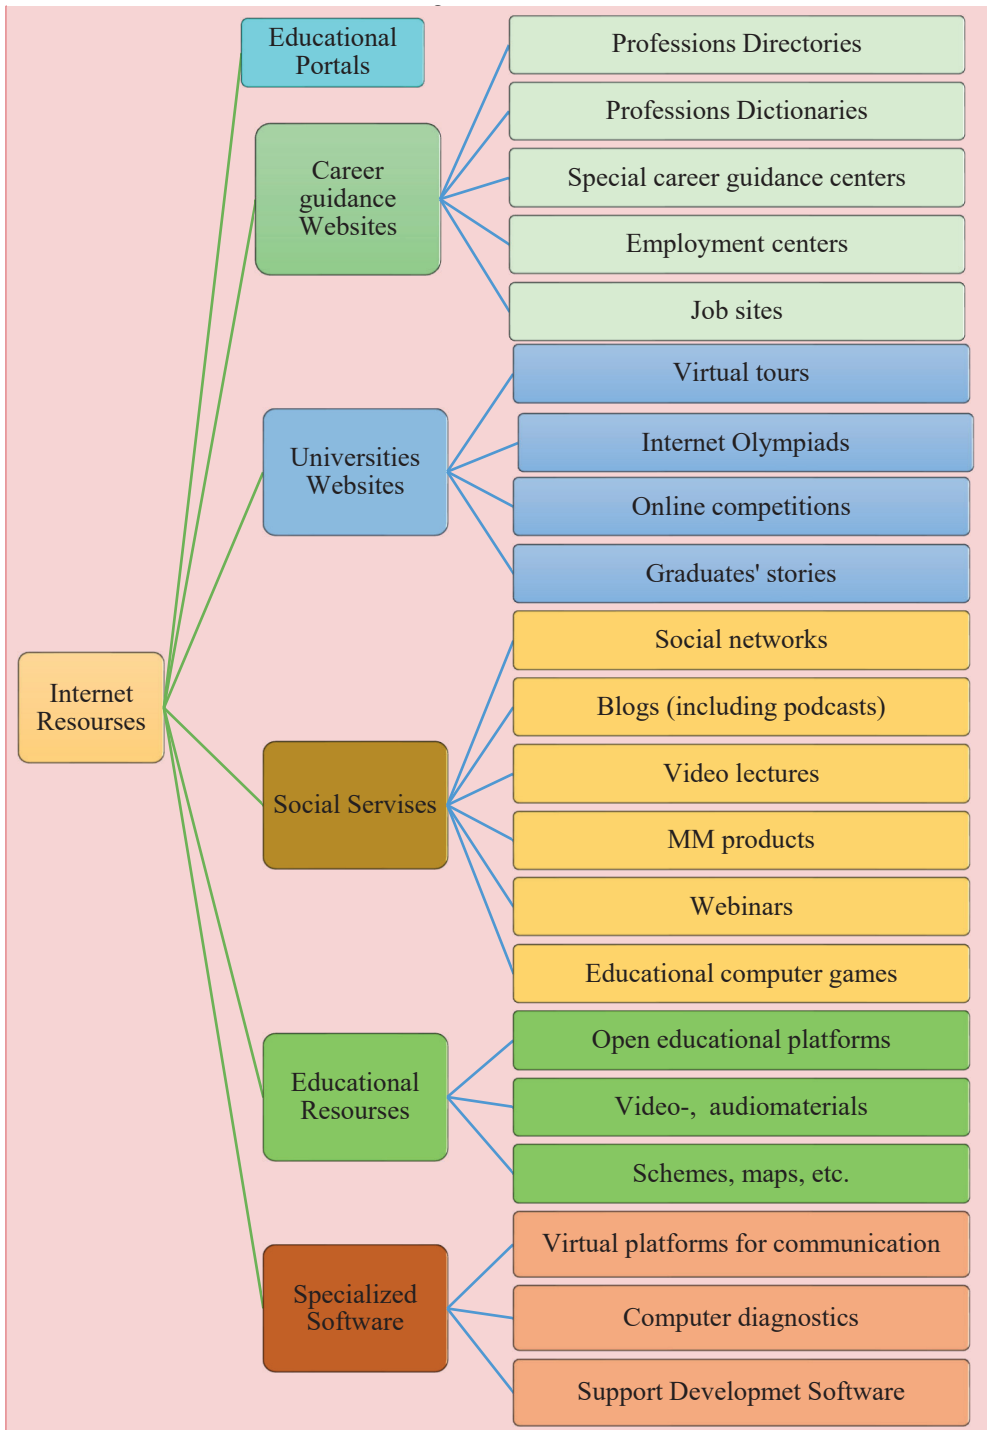 Educational
Portals
Career
guidance
Websites
Professions Directories
Professions Dictionaries
Special career guidance centers
Employment centers
Job sites
Universities
Websites
Virtual tours
Internet Olympiads
Online competitions
Graduates' stories
Internet
Resourses
Social Servises
Social networks
Blogs (including podcasts)
Video lectures
MM products
Webinars
Educational computer games
Educational
Resourses
Open educational platforms
Video-, audiomaterials
Schemes, maps, etc.
Specialized
Software
Virtual platforms for communication
Computer diagnostics
Support Developmet Software